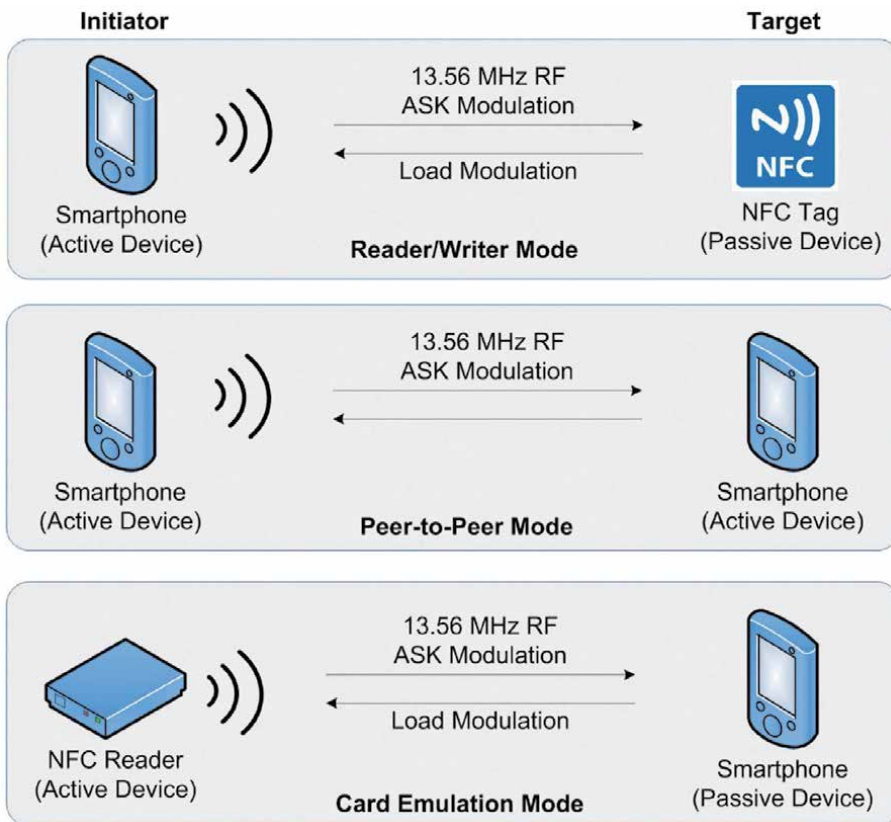 Initiator
Target
13.56 MHz RF
ASK Modulation
Load Modulation
NFC
Smartphone
(Active Device)
NFC Tag
(Passive Device)
Reader/Writer Mode
13.56 MHz RF
ASK Modulation
Smartphone
(Active Device)
Smartphone
(Active Device)
Peer-to-Peer Mode
13.56 MHz RF
ASK Modulation
Load Modulation
NFC Reader
(Active Device)
Smartphone
(Passive Device)
Card Emulation Mode